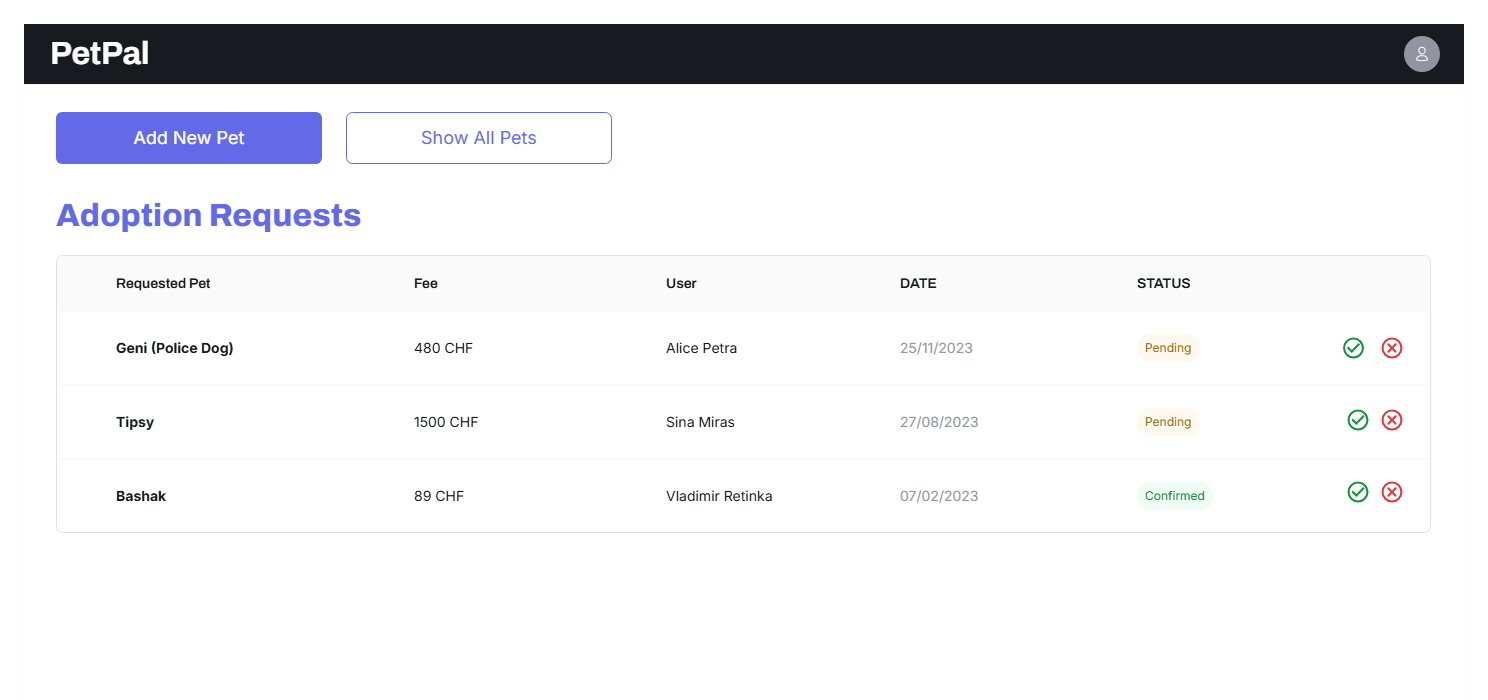 PetPal
Add New Pet Show All Pets
Adoption Requests
Requested Pet Fee User DATE STATUS
Geni (Police Dog) 480 CHF Alice Petra 25/11/2023 Pending
Tipsy 1500 CHF Sina Miras 27/08/2023 Pending
Bashak 89 CHF Vladimir Retinka 07/02/2023 Confirmed